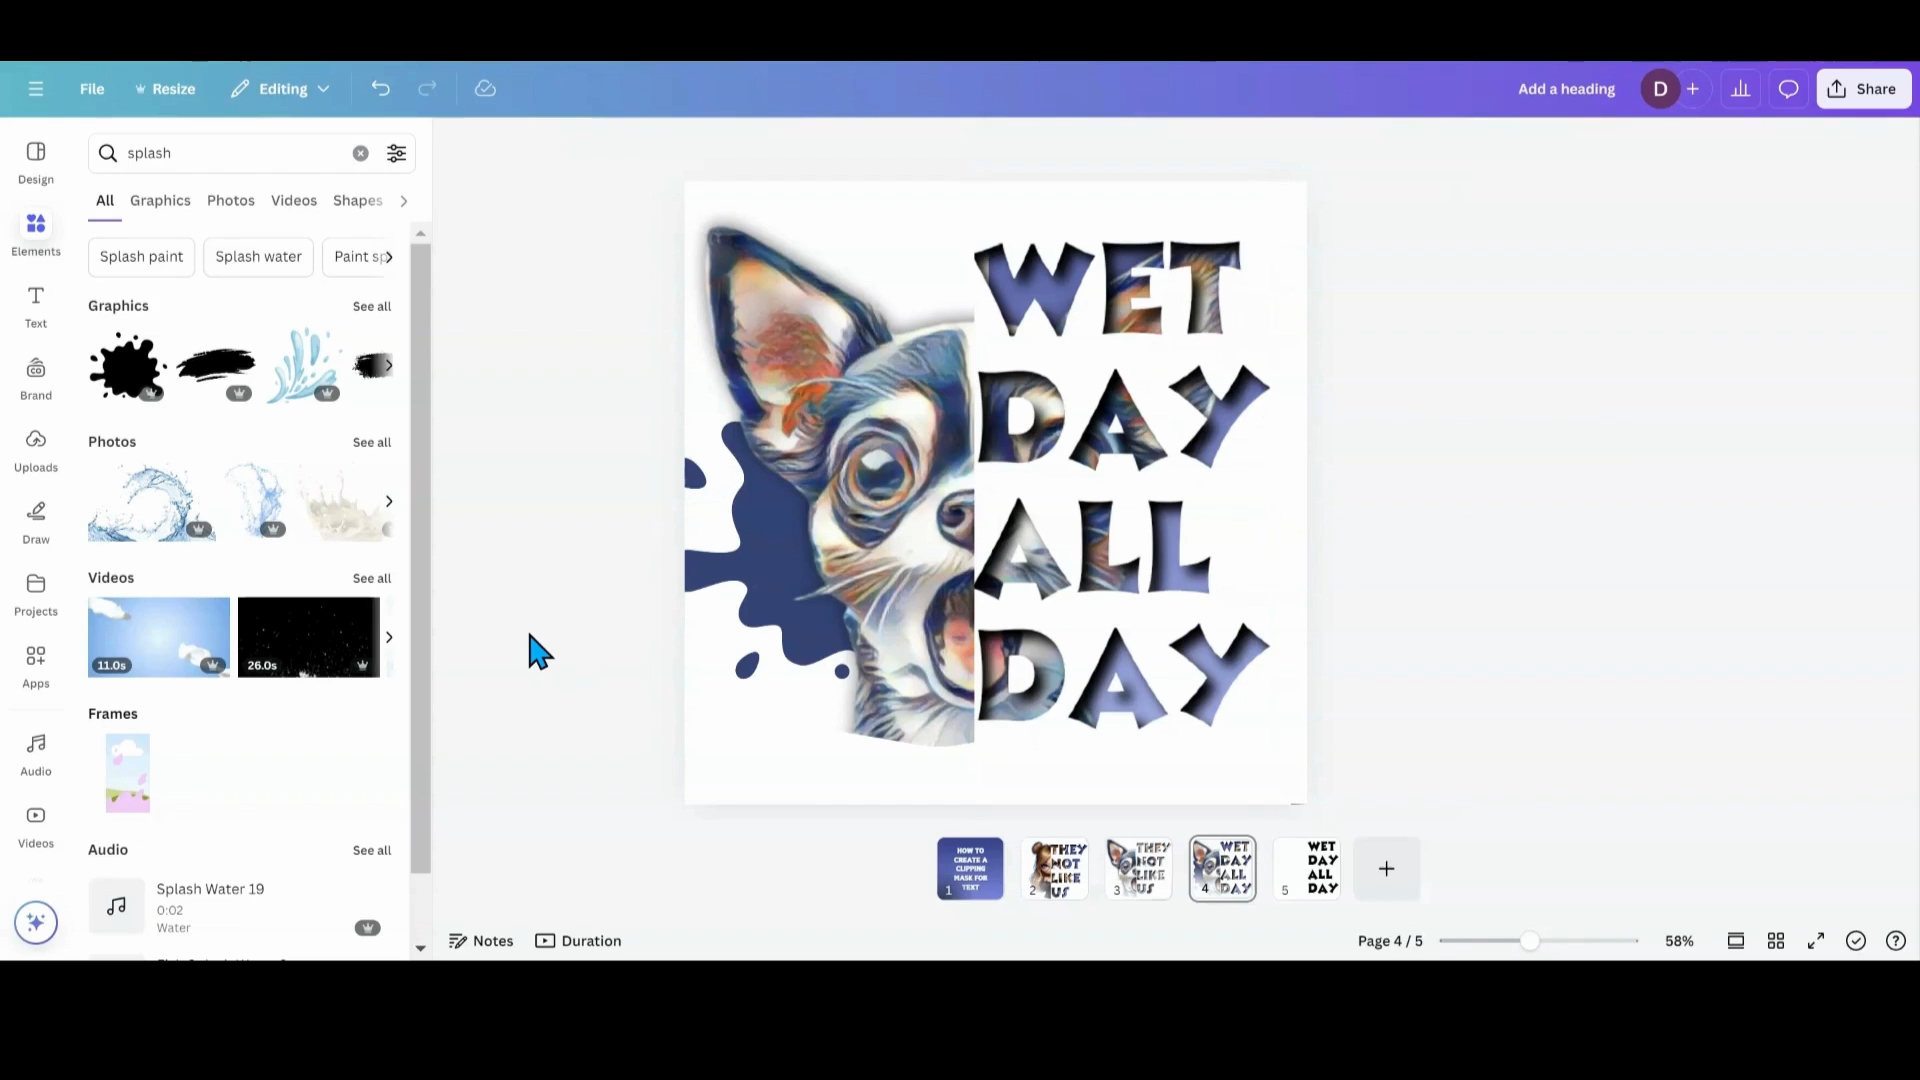 File
Resize
Editing
Add a heading
D
Share
Design
Elements
Text
Brand
Uploads
Draw
Projects
Apps
Audio
Videos
splash
All Graphics Photos Videos Shapes
Splash paint Splash water Paint sp
Graphics See all
Photos See all
Videos See all
11.0s 26.0s
Frames
Audio See all
Splash Water 19
0:02
Water
WET
DAY
ALL
DAY
HOW TO
CREATE A
CLIPPING
MASK FOR
TEXT
1
THEY
NOT
LIKE
US
2
THEY
NOT
LIKE
US
3
WET
DAY
ALL
DAY
4
WET
DAY
ALL
DAY
5
Notes Duration
Page 4 / 5
58%